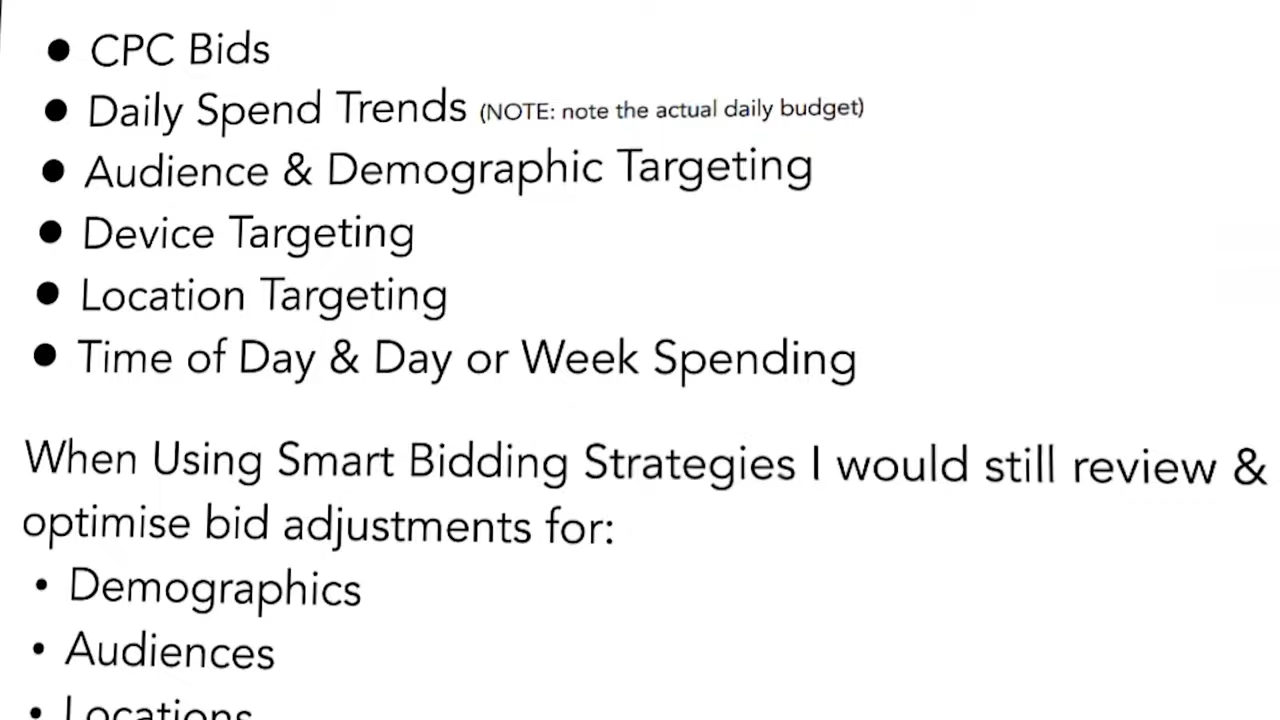 ● CPC Bids
● Daily Spend Trends (NOTE: note the actual daily budget)
● Audience & Demographic Targeting
● Device Targeting
● Location Targeting
● Time of Day & Day or Week Spending
When Using Smart Bidding Strategies I would still review &
optimise bid adjustments for:
• Demographics
• Audiences
• Locations